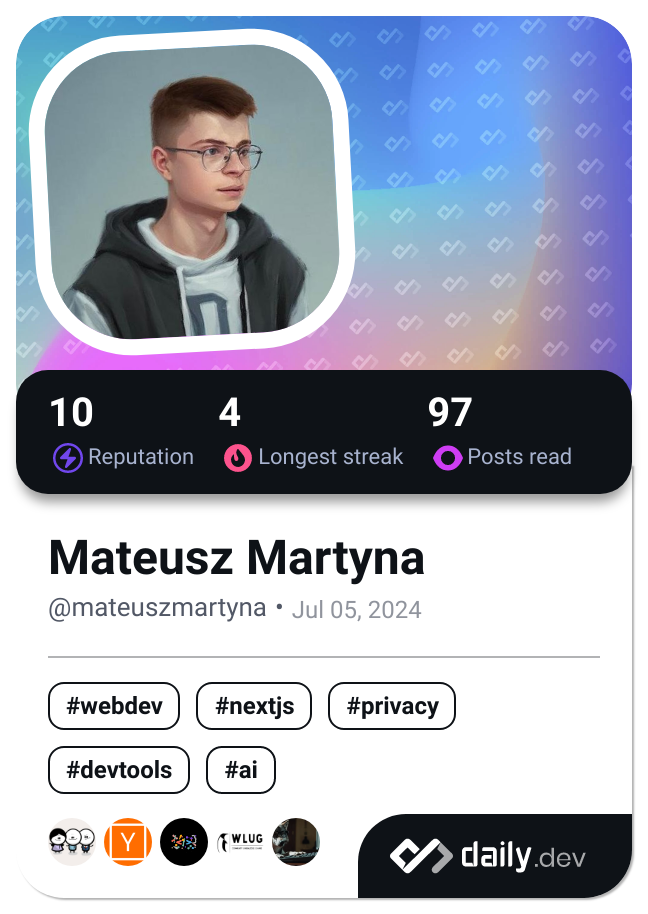 10 4 97
Reputation Longest streak Posts read
Mateusz Martyna
@mateuszmartyna • Jul 05, 2024
#webdev #nextjs #privacy
#devtools #ai
Y WLUG
daily.dev